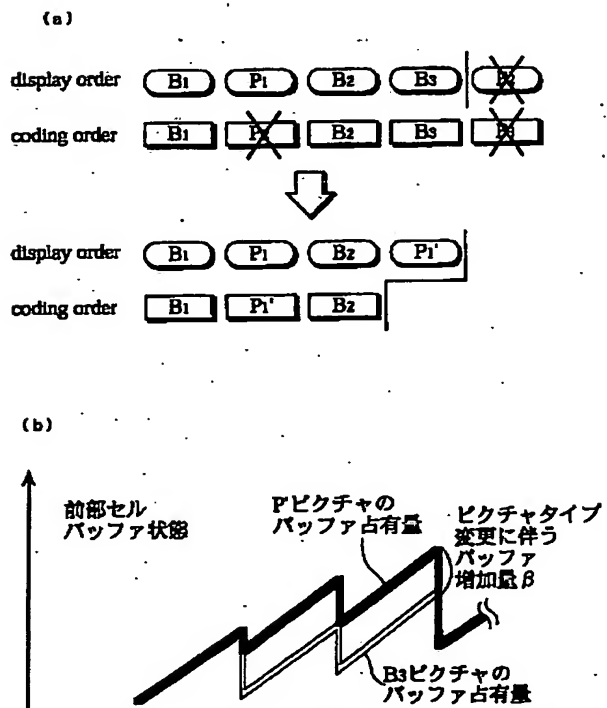 (a)
display order B1 P1 B2 B3
coding order B1 B2 B3
display order B1 P1 B2 P1'
coding order B1 P1' B2
(b)
前部セル
バッファ状態
P'ピクチャの
バッファ占有量
ピクチャタイプ
変更に伴う
バッファ
増加量β
B3ピクチャの
バッファ占有量